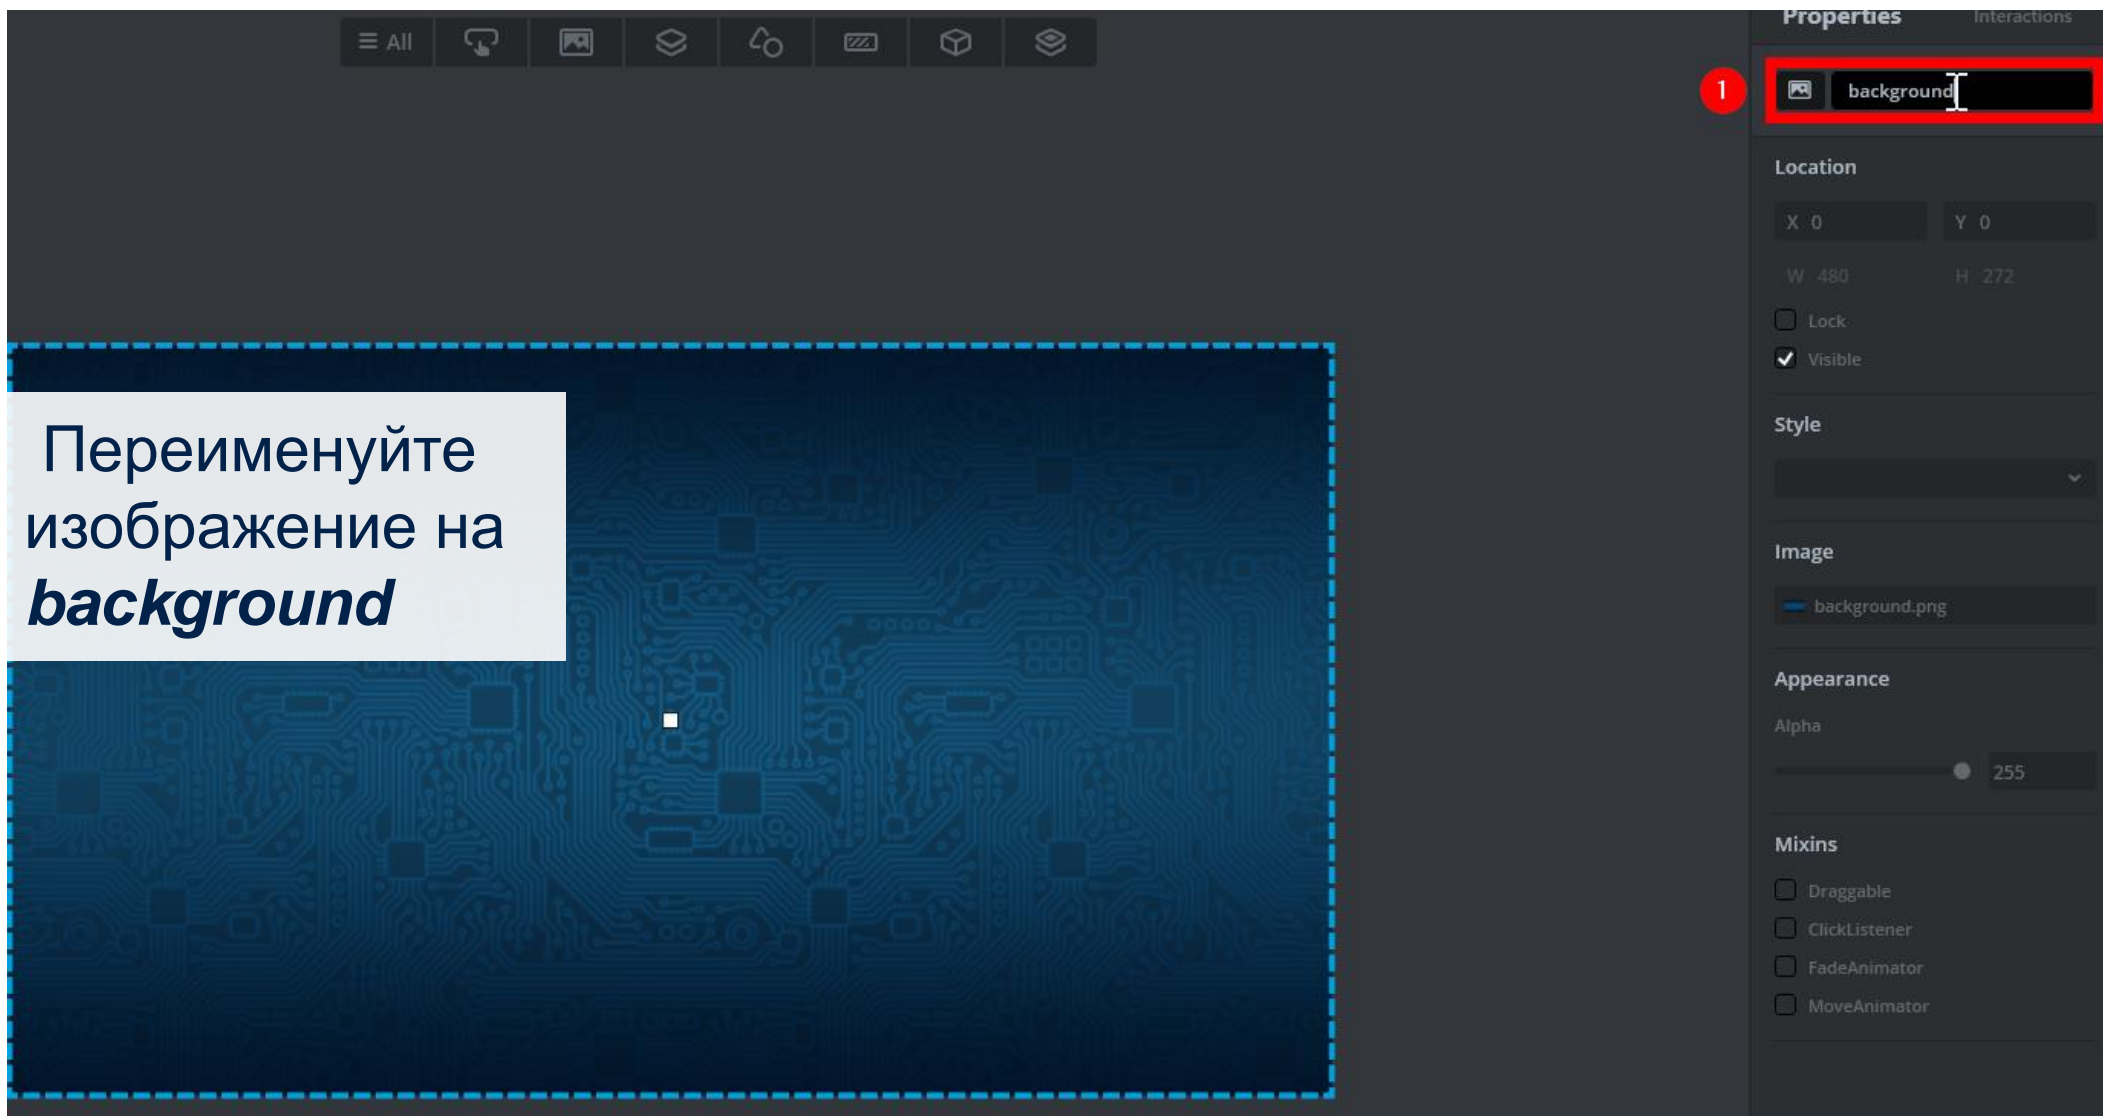 All
Properties Interactions
1
background
Location
X 0 Y 0
W 480 H 272
Lock
Visible
Style
Image
background.png
Appearance
Alpha
255
Mixins
Draggable
ClickListener
FadeAnimator
MoveAnimator
Переименуйте
изображение на
background